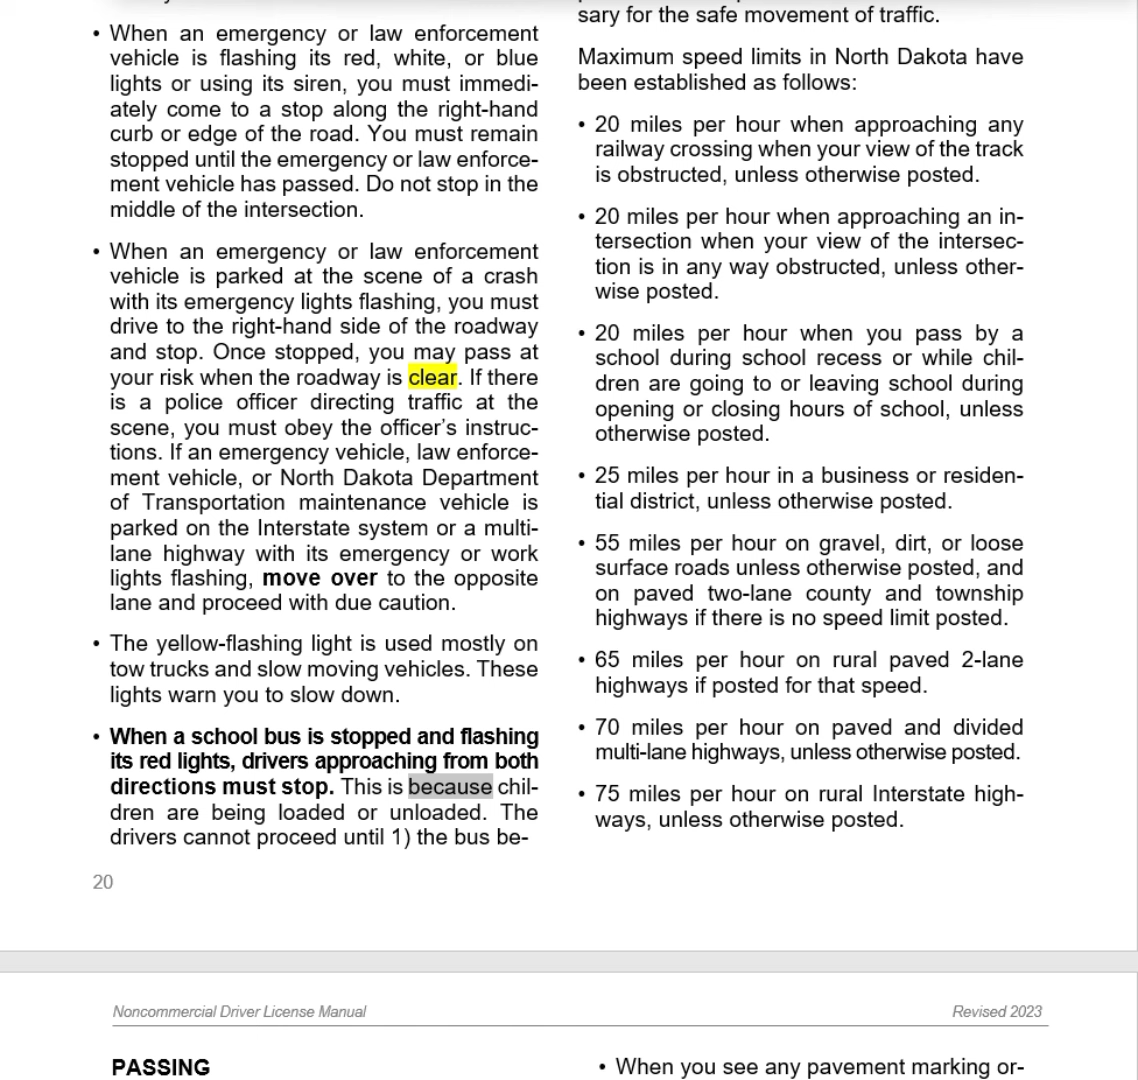 • When an emergency or law enforcement
vehicle is flashing its red, white, or blue
lights or using its siren, you must immedi-
ately come to a stop along the right-hand
curb or edge of the road. You must remain
stopped until the emergency or law enforce-
ment vehicle has passed. Do not stop in the
middle of the intersection.
• When an emergency or law enforcement
vehicle is parked at the scene of a crash
with its emergency lights flashing, you must
drive to the right-hand side of the roadway
and stop. Once stopped, you may pass at
your risk when the roadway is clear. If there
is a police officer directing traffic at the
scene, you must obey the officer’s instruc-
tions. If an emergency vehicle, law enforce-
ment vehicle, or North Dakota Department
of Transportation maintenance vehicle is
parked on the Interstate system or a multi-
lane highway with its emergency or work
lights flashing, move over to the opposite
lane and proceed with due caution.
• The yellow-flashing light is used mostly on
tow trucks and slow moving vehicles. These
lights warn you to slow down.
• When a school bus is stopped and flashing
its red lights, drivers approaching from both
directions must stop. This is because chil-
dren are being loaded or unloaded. The
drivers cannot proceed until 1) the bus be-
sary for the safe movement of traffic.
Maximum speed limits in North Dakota have
been established as follows:
• 20 miles per hour when approaching any
railway crossing when your view of the track
is obstructed, unless otherwise posted.
• 20 miles per hour when approaching an in-
tersection when your view of the intersec-
tion is in any way obstructed, unless other-
wise posted.
• 20 miles per hour when you pass by a
school during school recess or while chil-
dren are going to or leaving school during
opening or closing hours of school, unless
otherwise posted.
• 25 miles per hour in a business or residen-
tial district, unless otherwise posted.
• 55 miles per hour on gravel, dirt, or loose
surface roads unless otherwise posted, and
on paved two-lane county and township
highways if there is no speed limit posted.
• 65 miles per hour on rural paved 2-lane
highways if posted for that speed.
• 70 miles per hour on paved and divided
multi-lane highways, unless otherwise posted.
• 75 miles per hour on rural Interstate high-
ways, unless otherwise posted.
20
Noncommercial Driver License Manual
Revised 2023
PASSING
• When you see any pavement marking or-